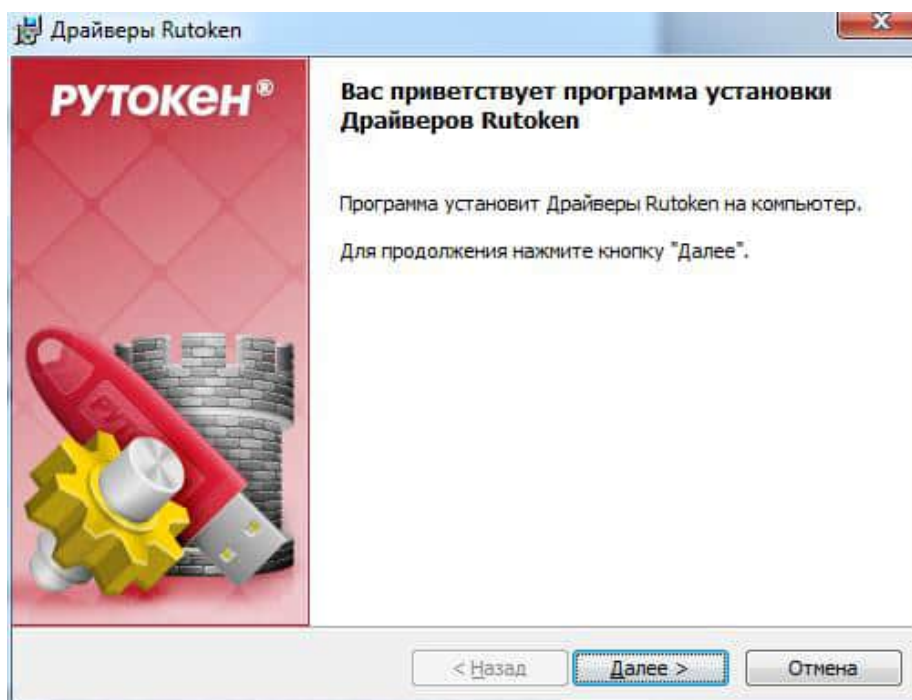 Драйверы Rutoken
РУТОКЕН®
Вас приветствует программа установки
Драйверов Rutoken
Программа установит Драйверы Rutoken на компьютер.
Для продолжения нажмите кнопку "Далее".
< Назад
Далее >
Отмена